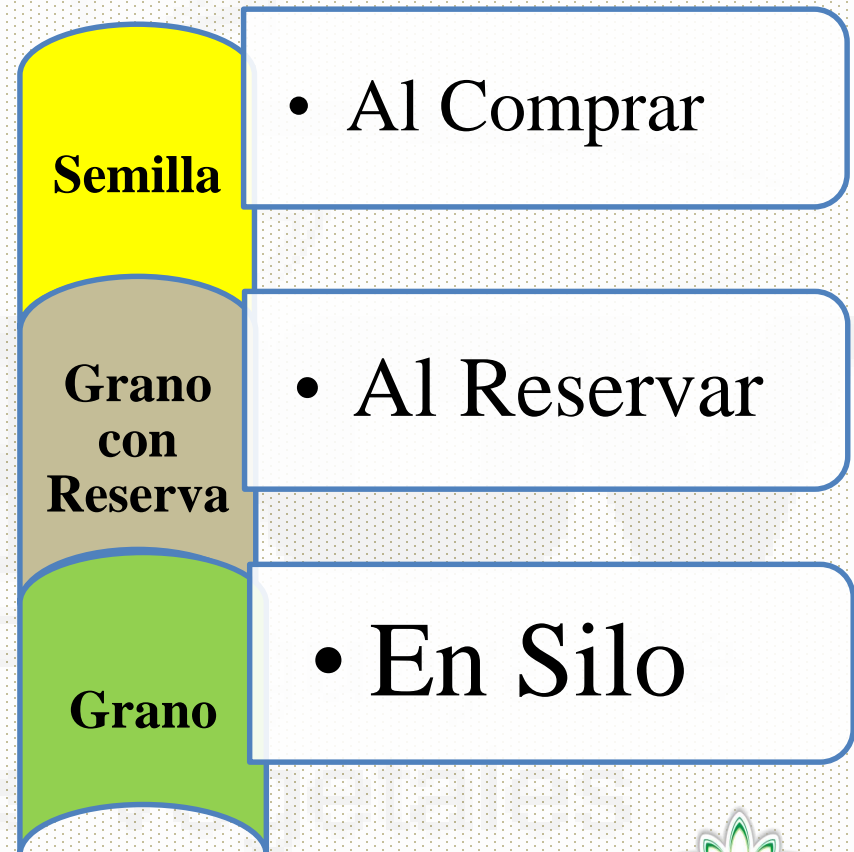 Semilla
• Al Comprar
Grano
con
Reserva
• Al Reservar
Grano
• En Silo